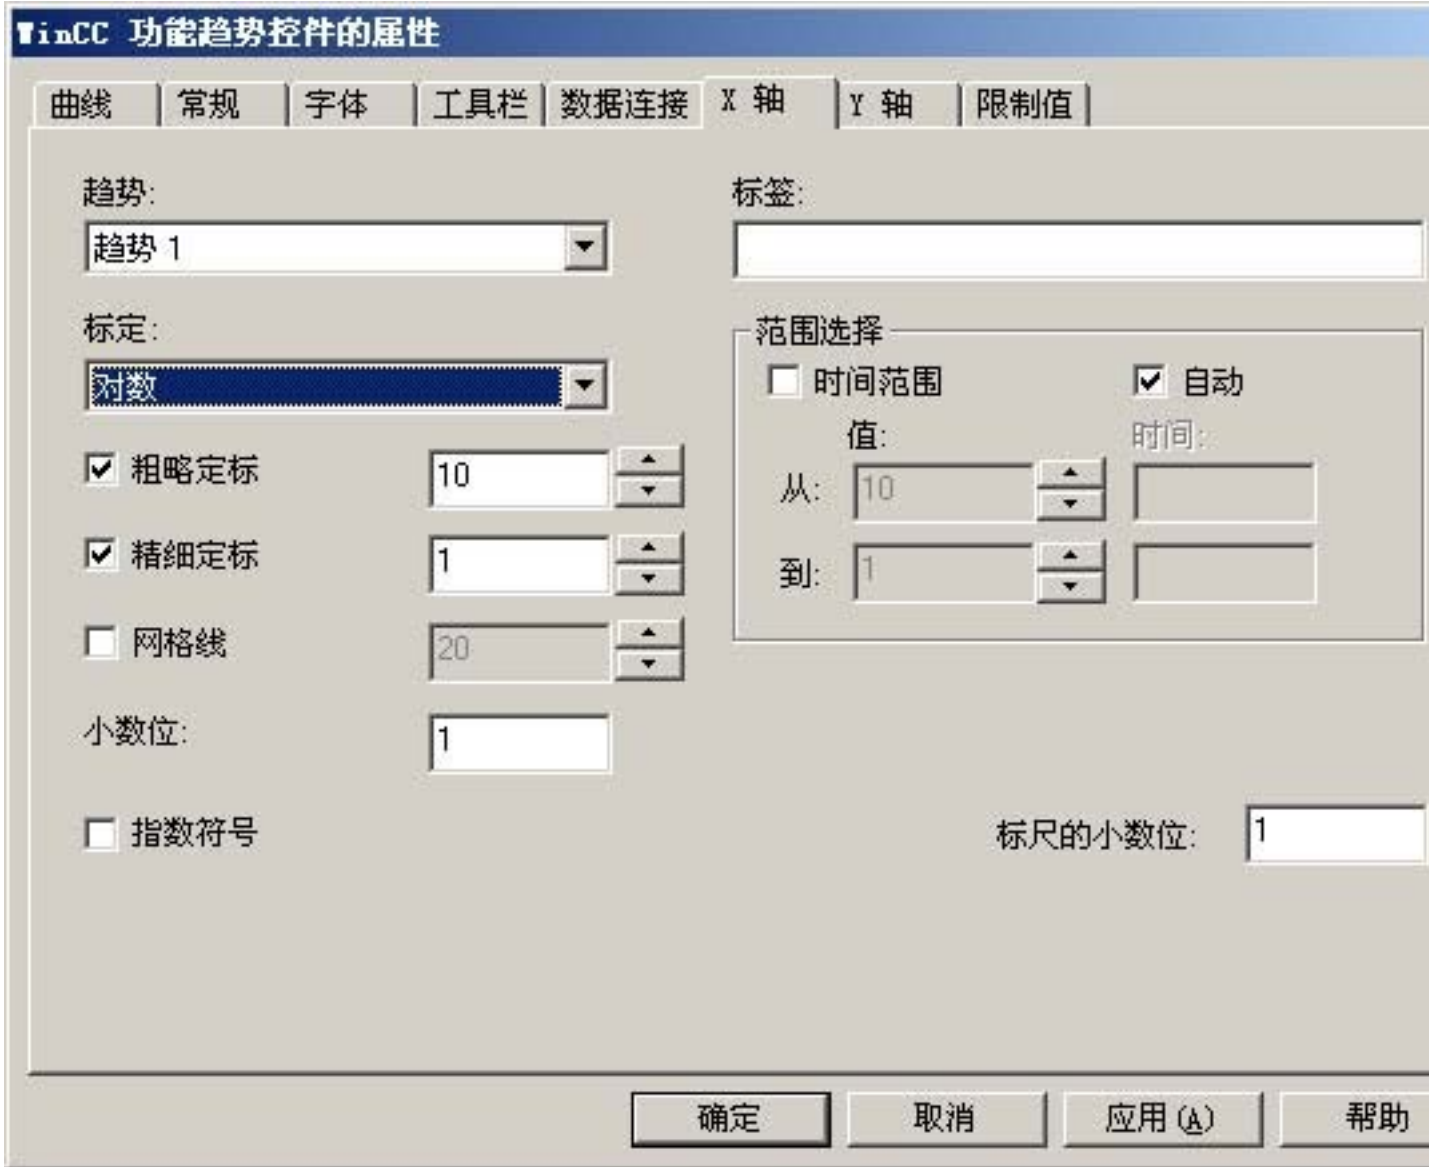 WinCC 功能趋势控件的属性
曲线 常规 字体 工具栏 数据连接 X 轴 Y 轴 限制值
趋势:
趋势 1
标定:
对数
粗略定标 10
精细定标 1
网格线 20
小数位: 1
指数符号
标签:
范围选择
时间范围 自动
值: 时间:
从: 10
到: 1
标尺的小数位: 1
确定 取消 应用(A) 帮助